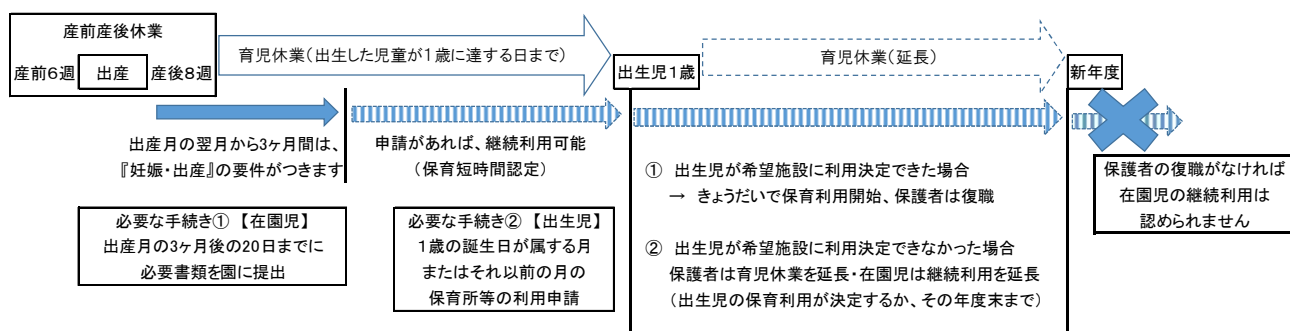 産前産後休業
産前6週 出産 産後8週
育児休業(出生した児童が1歳に達する日まで)
出生児1歳
育児休業(延長)
新年度
出産月の翌月から3ヶ月間は、
『妊娠・出産』の要件がつきます
申請があれば、継続利用可能
(保育短時間認定)
必要な手続き① 【在園児】
出産月の3ヶ月後の20日までに
必要書類を園に提出
必要な手続き② 【出生児】
1歳の誕生日が属する月
またはそれ以前の月の
保育所等の利用申請
① 出生児が希望施設に利用決定できた場合
→ きょうだいで保育利用開始、保護者は復職
② 出生児が希望施設に利用決定できなかった場合
保護者は育児休業を延長・在園児は継続利用を延長
(出生児の保育利用が決定するか、その年度末まで)
保護者の復職がなければ
在園児の継続利用は
認められません